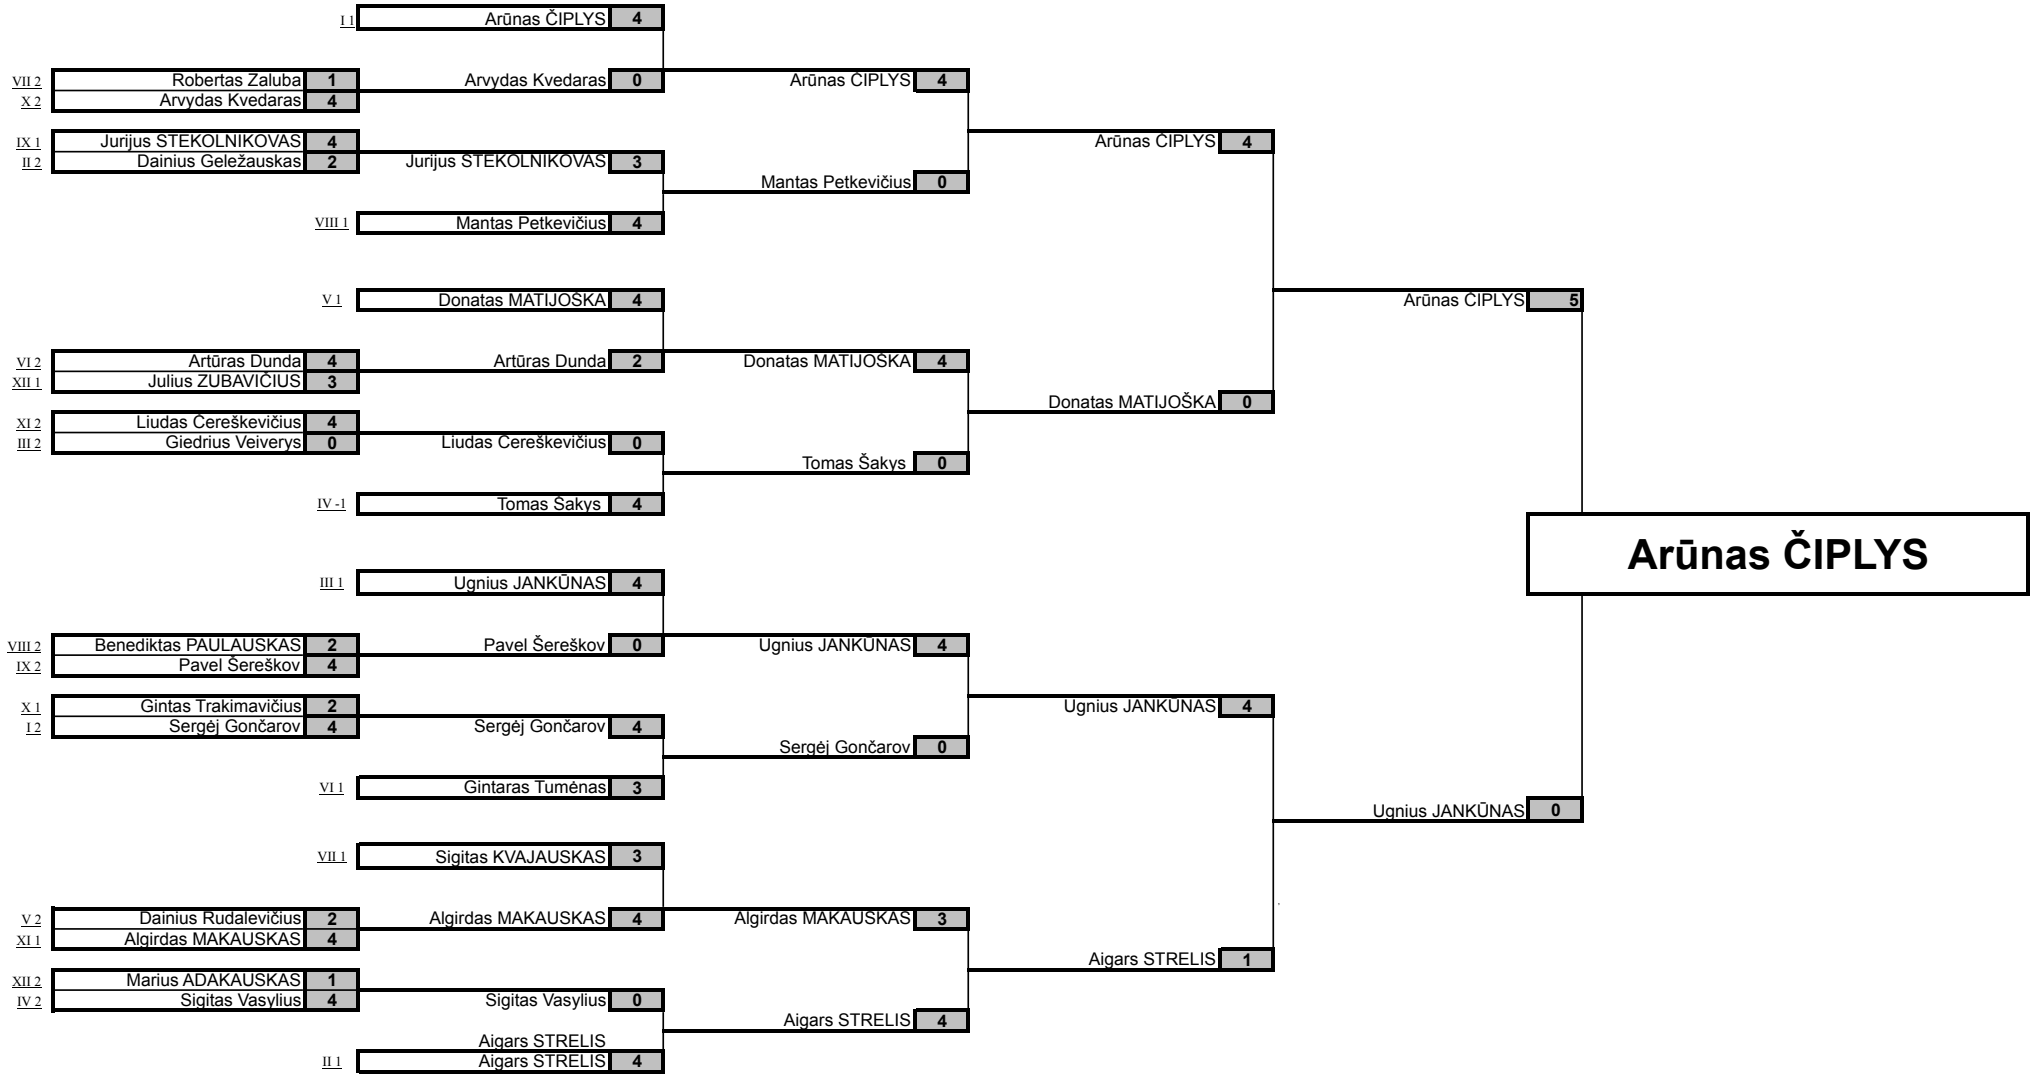 I 1 Arūnas ČIPLYS 4
VII 2 Robertas Zaluba 1 Arvydas Kvedaras 0 Arūnas ČIPLYS 4
X 2 Arvydas Kvedaras 4
IX 1 Jurijus STEKOLNIKOVAS 4 Arūnas ČIPLYS 4
II 2 Dainius Geležauskas 2 Jurijus STEKOLNIKOVAS 3
Mantas Petkevičius 0
VIII 1 Mantas Petkevičius 4
V 1 Donatas MATIJOŠKA 4 Arūnas ČIPLYS 5
VI 2 Artūras Dunda 4 Artūras Dunda 2 Donatas MATIJOŠKA 4
XII 1 Julius ZUBAVIČIUS 3
Donatas MATIJOŠKA 0
XI 2 Liudas Čereškevičius 4
III 2 Giedrius Veiverys 0 Liudas Čereškevičius 0
Tomas Šakys 0
IV -1 Tomas Šakys 4
Arūnas ČIPLYS
III 1 Ugnius JANKŪNAS 4
VIII 2 Benediktas PAULAUSKAS 2 Pavel Šereškov 0 Ugnius JANKŪNAS 4
IX 2 Pavel Šereškov 4
X 1 Gintas Trakimavičius 2 Ugnius JANKŪNAS 4
I 2 Sergėj Gončarov 4 Sergėj Gončarov 4
Sergėj Gončarov 0
VI 1 Gintaras Tumėnas 3
Ugnius JANKŪNAS 0
VII 1 Sigitas KVAJAUSKAS 3
V 2 Dainius Rudalevičius 2 Algirdas MAKAUSKAS 4 Algirdas MAKAUSKAS 3
XI 1 Algirdas MAKAUSKAS 4
Aigars STRELIS 1
XII 2 Marius ADAKAUSKAS 1
IV 2 Sigitas Vasylius 4 Sigitas Vasylius 0
Aigars STRELIS 4
Aigars STRELIS
II 1 Aigars STRELIS 4